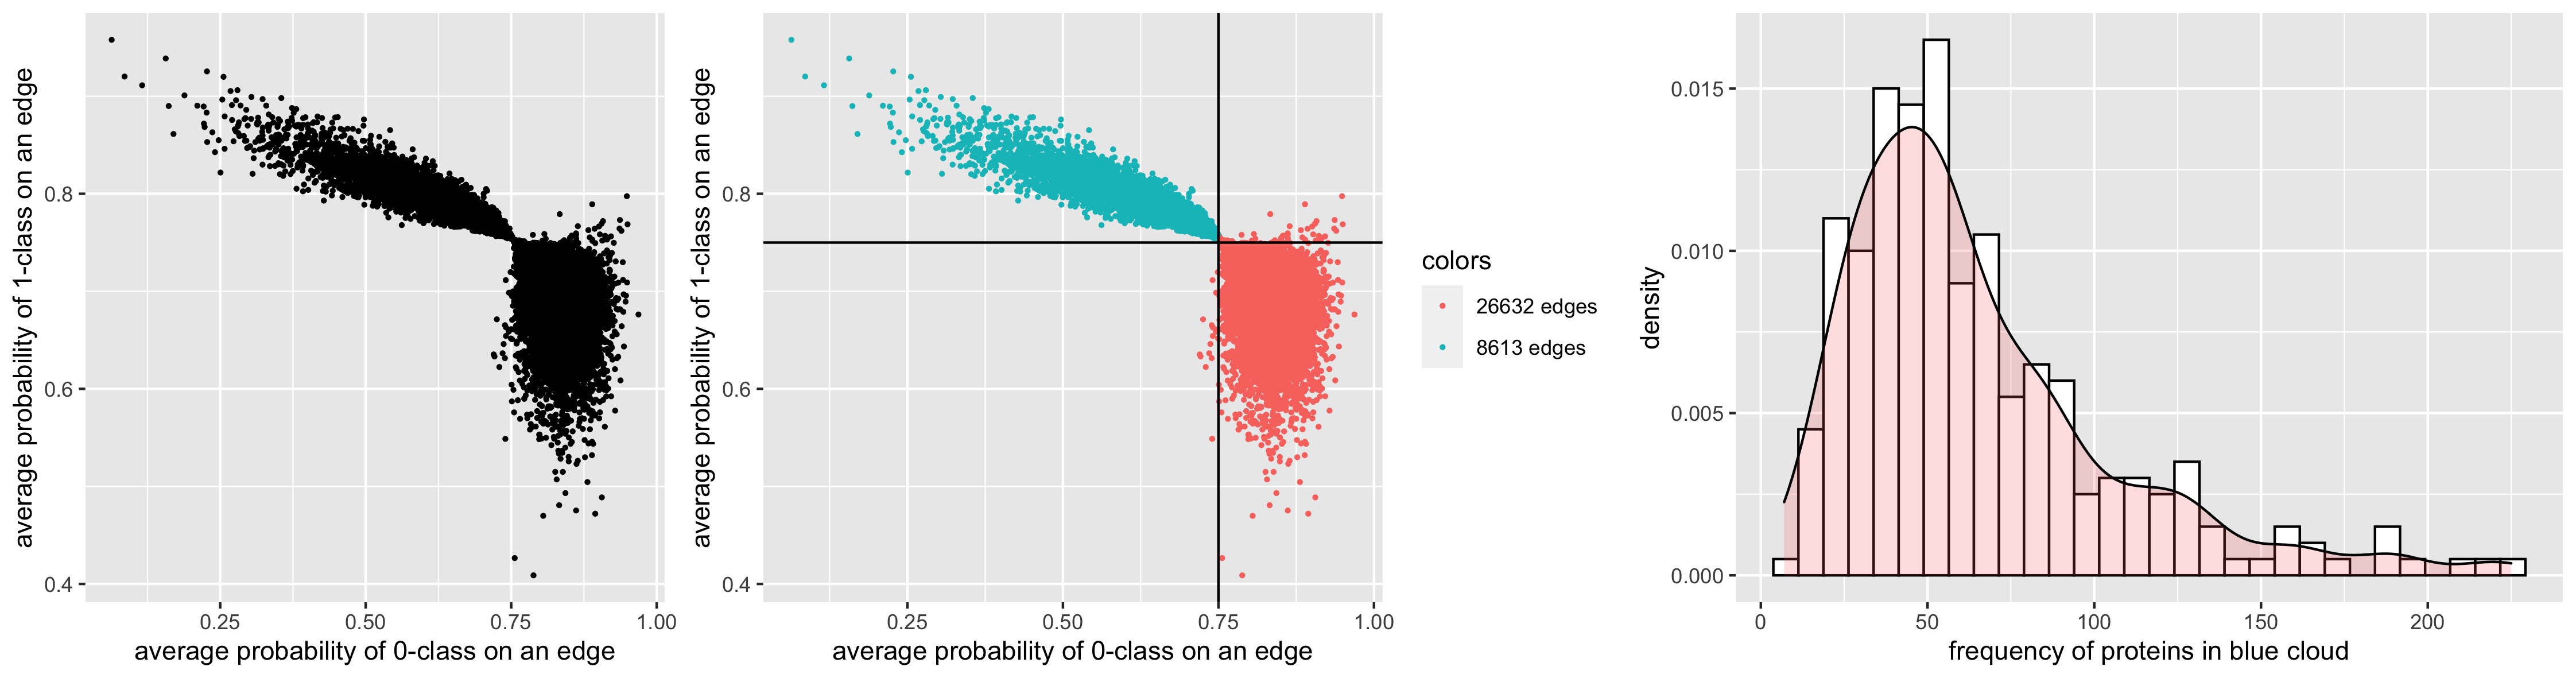 average probability of 1-class on an edge
0.8
0.6
0.4
0.25
0.50
0.75
1.00
average probability of 0-class on an edge
average probability of 1-class on an edge
0.8
0.6
0.4
0.25
0.50
0.75
1.00
average probability of 0-class on an edge
colors
26632 edges
8613 edges
density
0.015
0.010
0.005
0.000
0
50
100
150
200
frequency of proteins in blue cloud